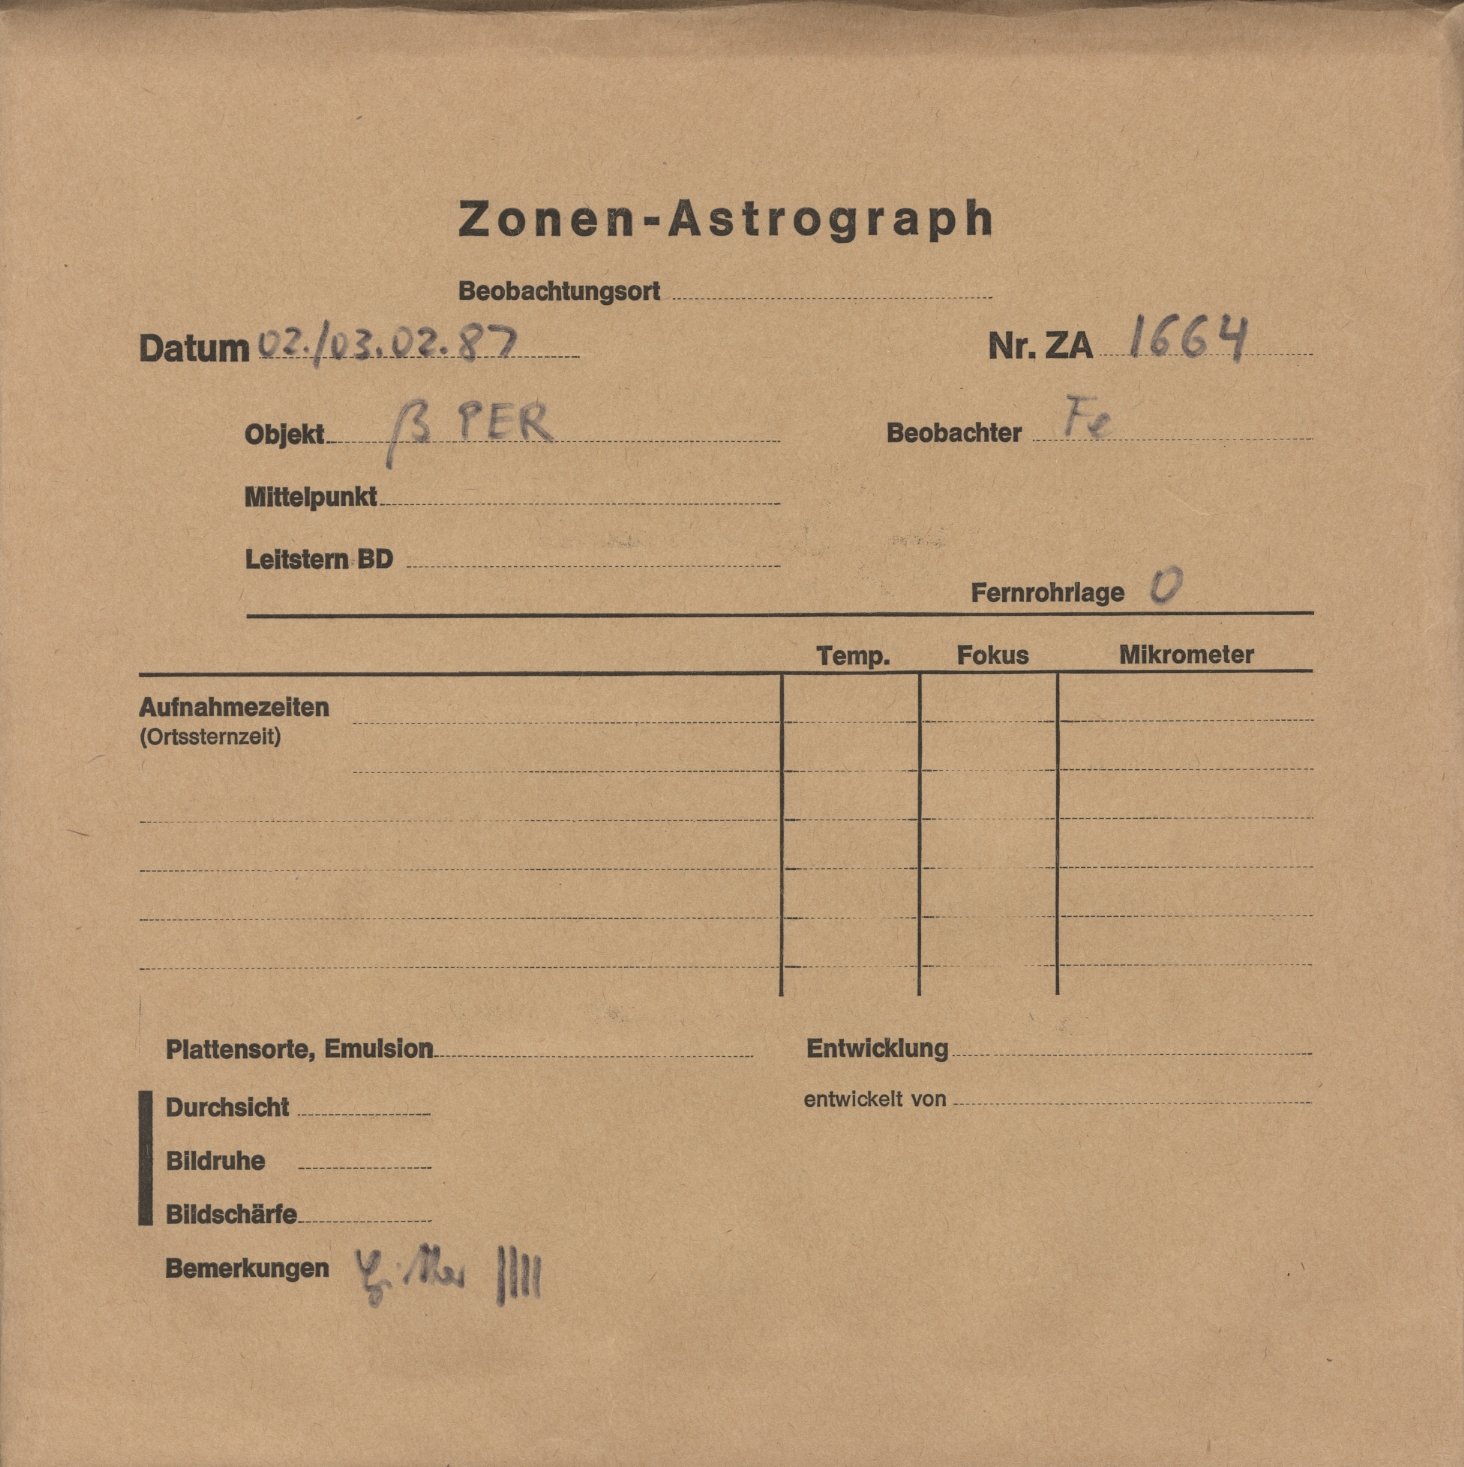 Zonen-Astrograph
Beobachtungsort
Datum 02./03.02.87 Nr. ZA 1664
Objekt β PER Beobachter Fe
Mittelpunkt
Leitstern BD
Fernrohrlage O
Temp. Fokus Mikrometer
Aufnahmezeiten
(Ortssternzeit)
Plattensorte, Emulsion Entwicklung
Durchsicht entwickelt von
Bildruhe
Bildschärfe
Bemerkungen Gitter ||||